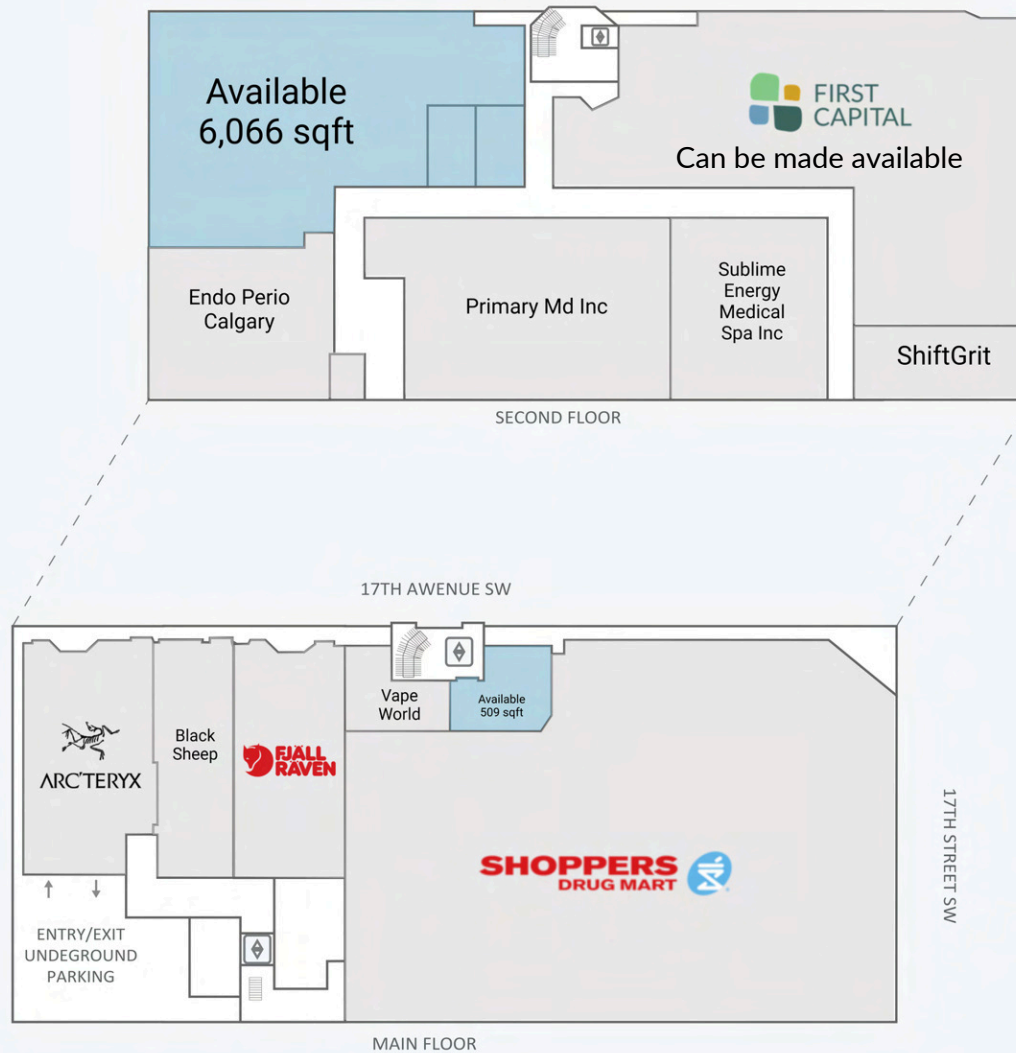 Available
6,066 sqft
FIRST
CAPITAL
Can be made available
Endo Perio
Calgary
Primary Md Inc
Sublime
Energy
Medical
Spa Inc
ShiftGrit
SECOND FLOOR
17TH AWENUE SW
Vape
World
Available
509 sqft
Black
Sheep
ARC'TERYX
FJÄLL
RÄVEN
SHOPPERS
DRUG MART
17TH STREET SW
ENTRY/EXIT
UNDEGROUND
PARKING
MAIN FLOOR